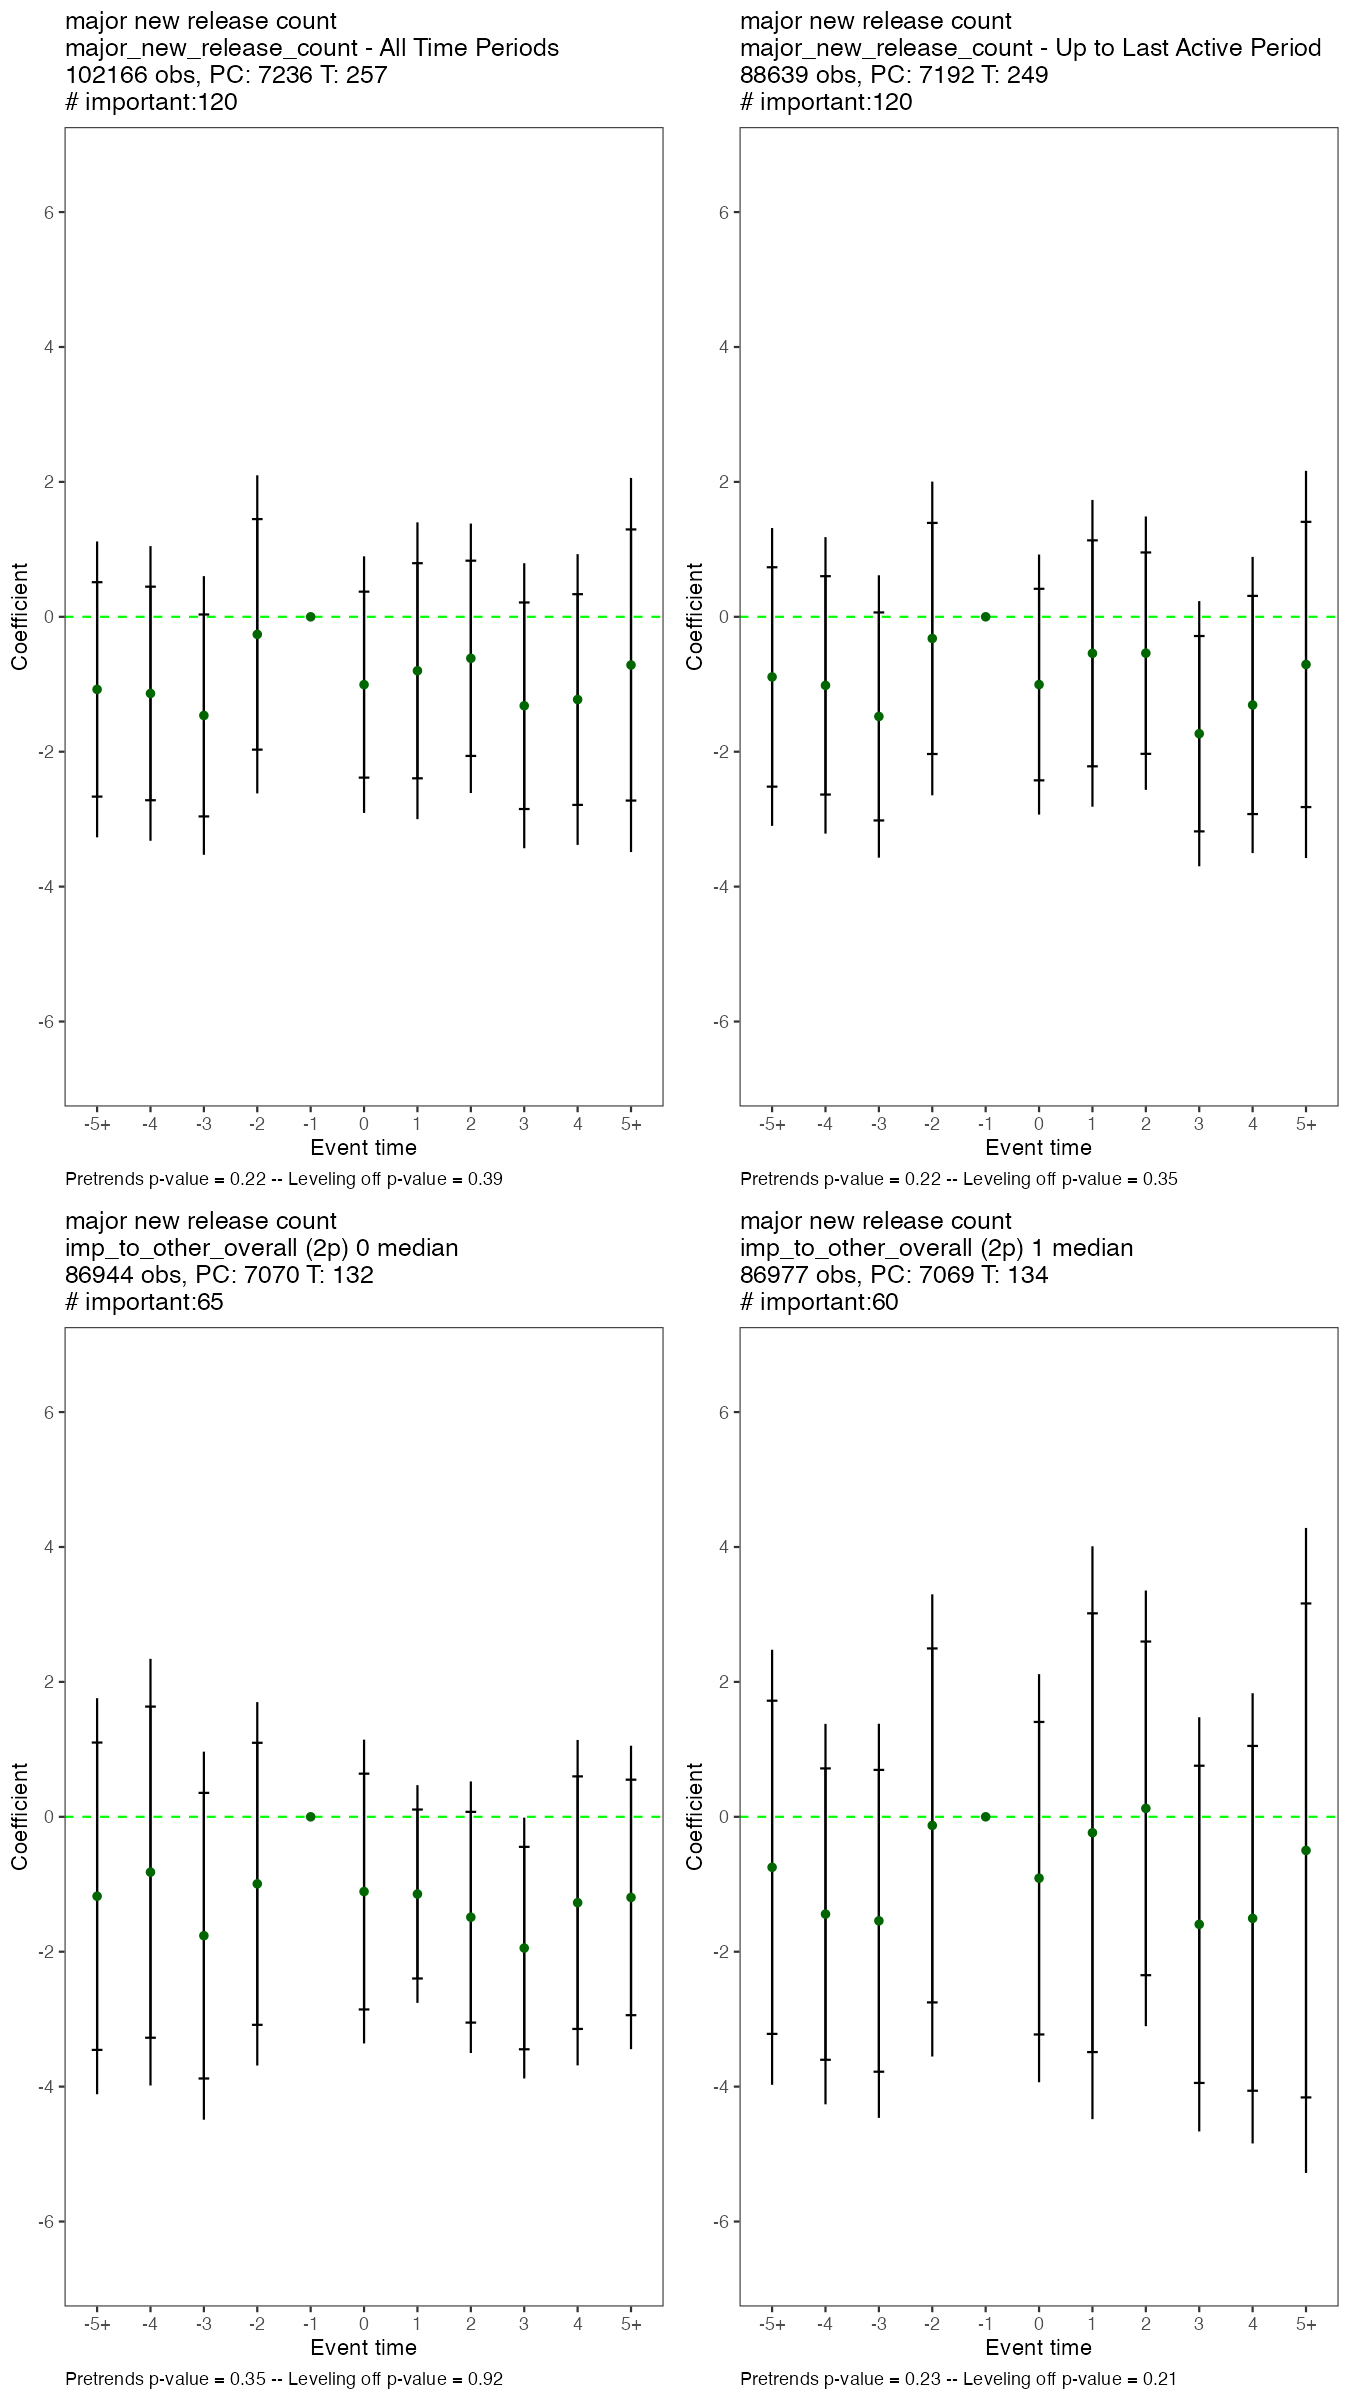 major new release count
major_new_release_count - All Time Periods
102166 obs, PC: 7236 T: 257
# important:120
6
4
2
0
-2
-4
-6
Coefficient
-5+ -4 -3 -2 -1 0 1 2 3 4 5+
Event time
Pretrends p-value = 0.22 -- Leveling off p-value = 0.39
major new release count
major_new_release_count - Up to Last Active Period
88639 obs, PC: 7192 T: 249
# important:120
6
4
2
0
-2
-4
-6
Coefficient
-5+ -4 -3 -2 -1 0 1 2 3 4 5+
Event time
Pretrends p-value = 0.22 -- Leveling off p-value = 0.35
major new release count
imp_to_other_overall (2p) 0 median
86944 obs, PC: 7070 T: 132
# important:65
6
4
2
0
-2
-4
-6
Coefficient
-5+ -4 -3 -2 -1 0 1 2 3 4 5+
Event time
Pretrends p-value = 0.35 -- Leveling off p-value = 0.92
major new release count
imp_to_other_overall (2p) 1 median
86977 obs, PC: 7069 T: 134
# important:60
6
4
2
0
-2
-4
-6
Coefficient
-5+ -4 -3 -2 -1 0 1 2 3 4 5+
Event time
Pretrends p-value = 0.23 -- Leveling off p-value = 0.21